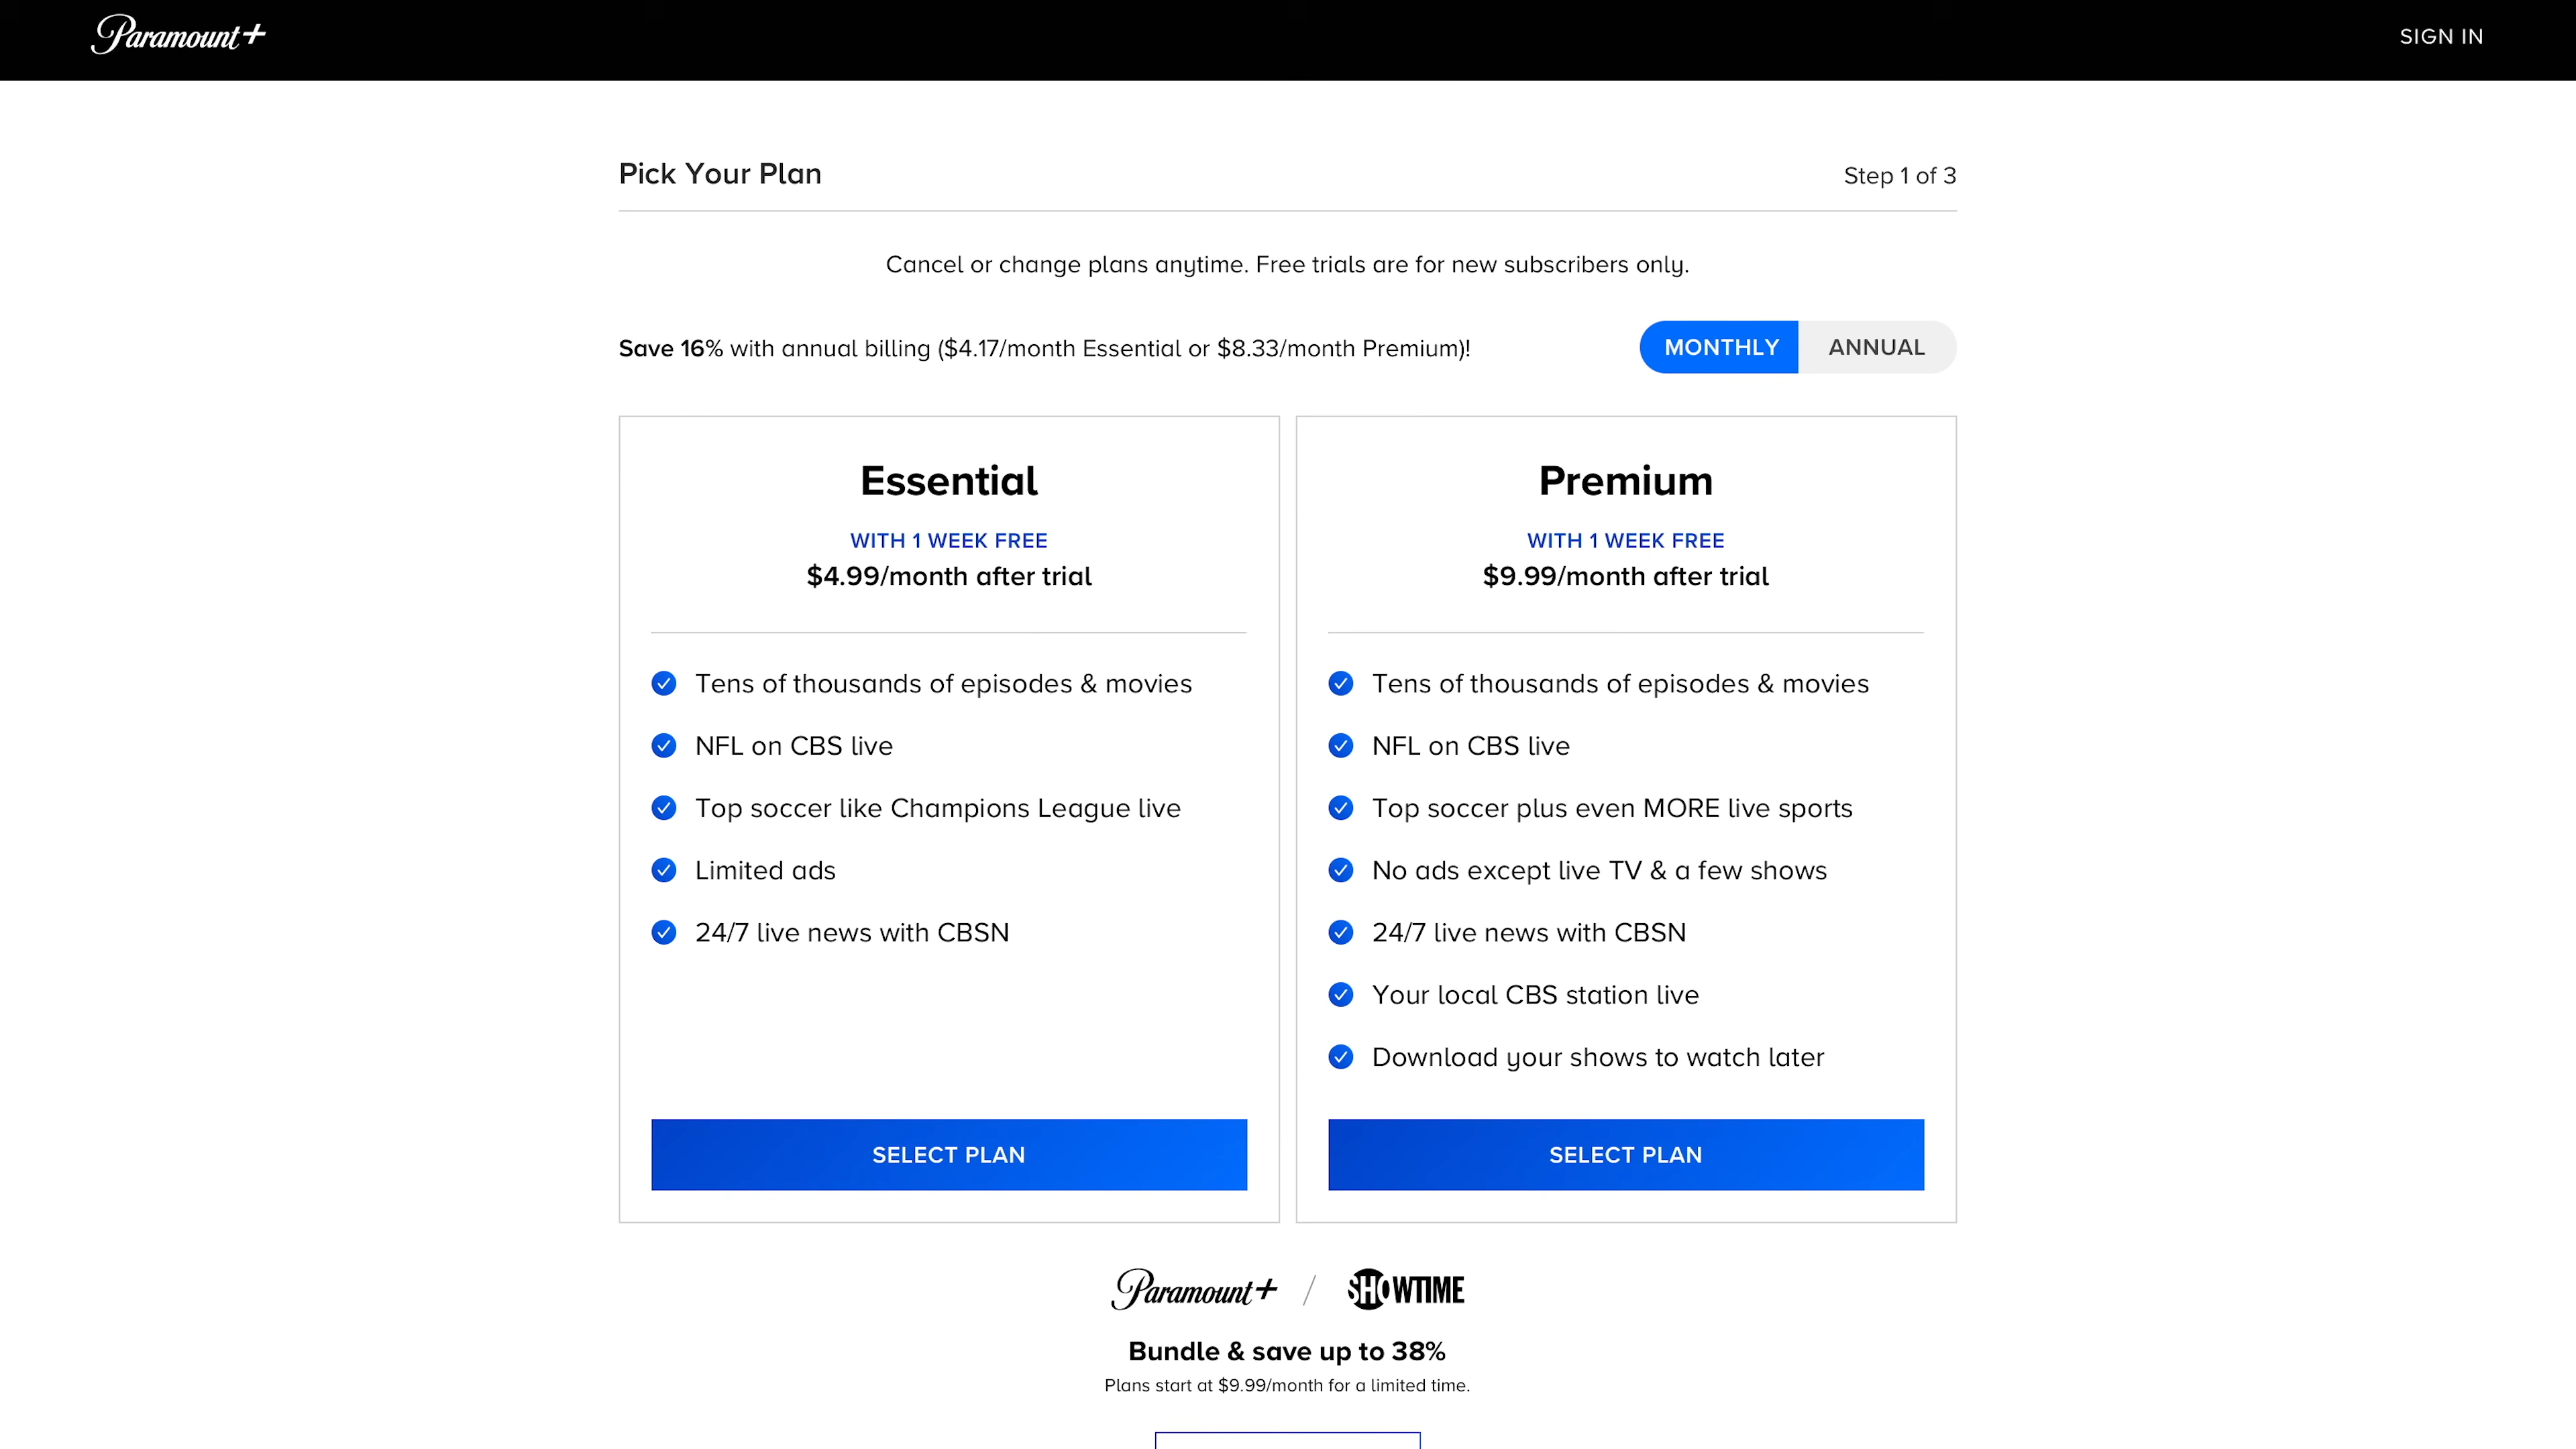 Paramount+
SIGN IN
Pick Your Plan
Step 1 of 3
Cancel or change plans anytime. Free trials are for new subscribers only.
Save 16% with annual billing ($4.17/month Essential or $8.33/month Premium)!
MONTHLY
ANNUAL
Essential
WITH 1 WEEK FREE
$4.99/month after trial
Tens of thousands of episodes & movies
NFL on CBS live
Top soccer like Champions League live
Limited ads
24/7 live news with CBSN
SELECT PLAN
Premium
WITH 1 WEEK FREE
$9.99/month after trial
Tens of thousands of episodes & movies
NFL on CBS live
Top soccer plus even MORE live sports
No ads except live TV & a few shows
24/7 live news with CBSN
Your local CBS station live
Download your shows to watch later
SELECT PLAN
Paramount+ / SHOWTIME
Bundle & save up to 38%
Plans start at $9.99/month for a limited time.